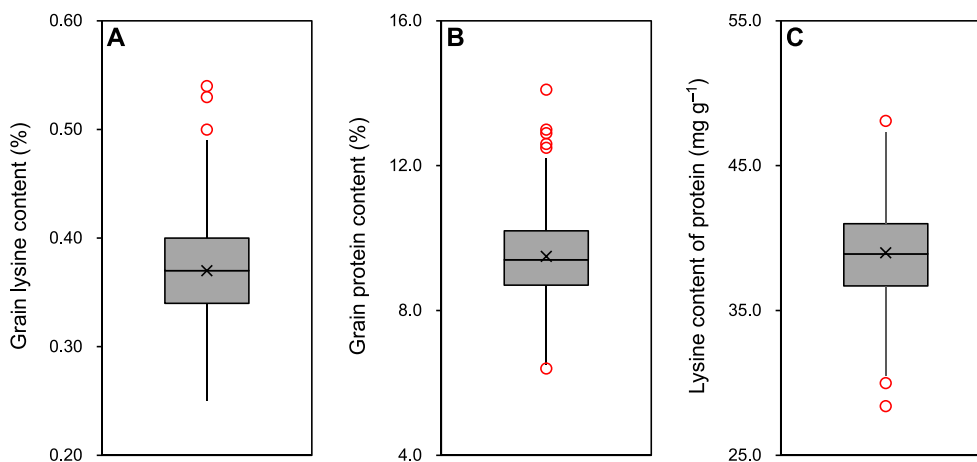 A
Grain lysine content (%)
0.60
0.50
0.40
0.30
0.20
B
Grain protein content (%)
16.0
12.0
8.0
4.0
C
Lysine content of protein (mg g⁻¹)
55.0
45.0
35.0
25.0